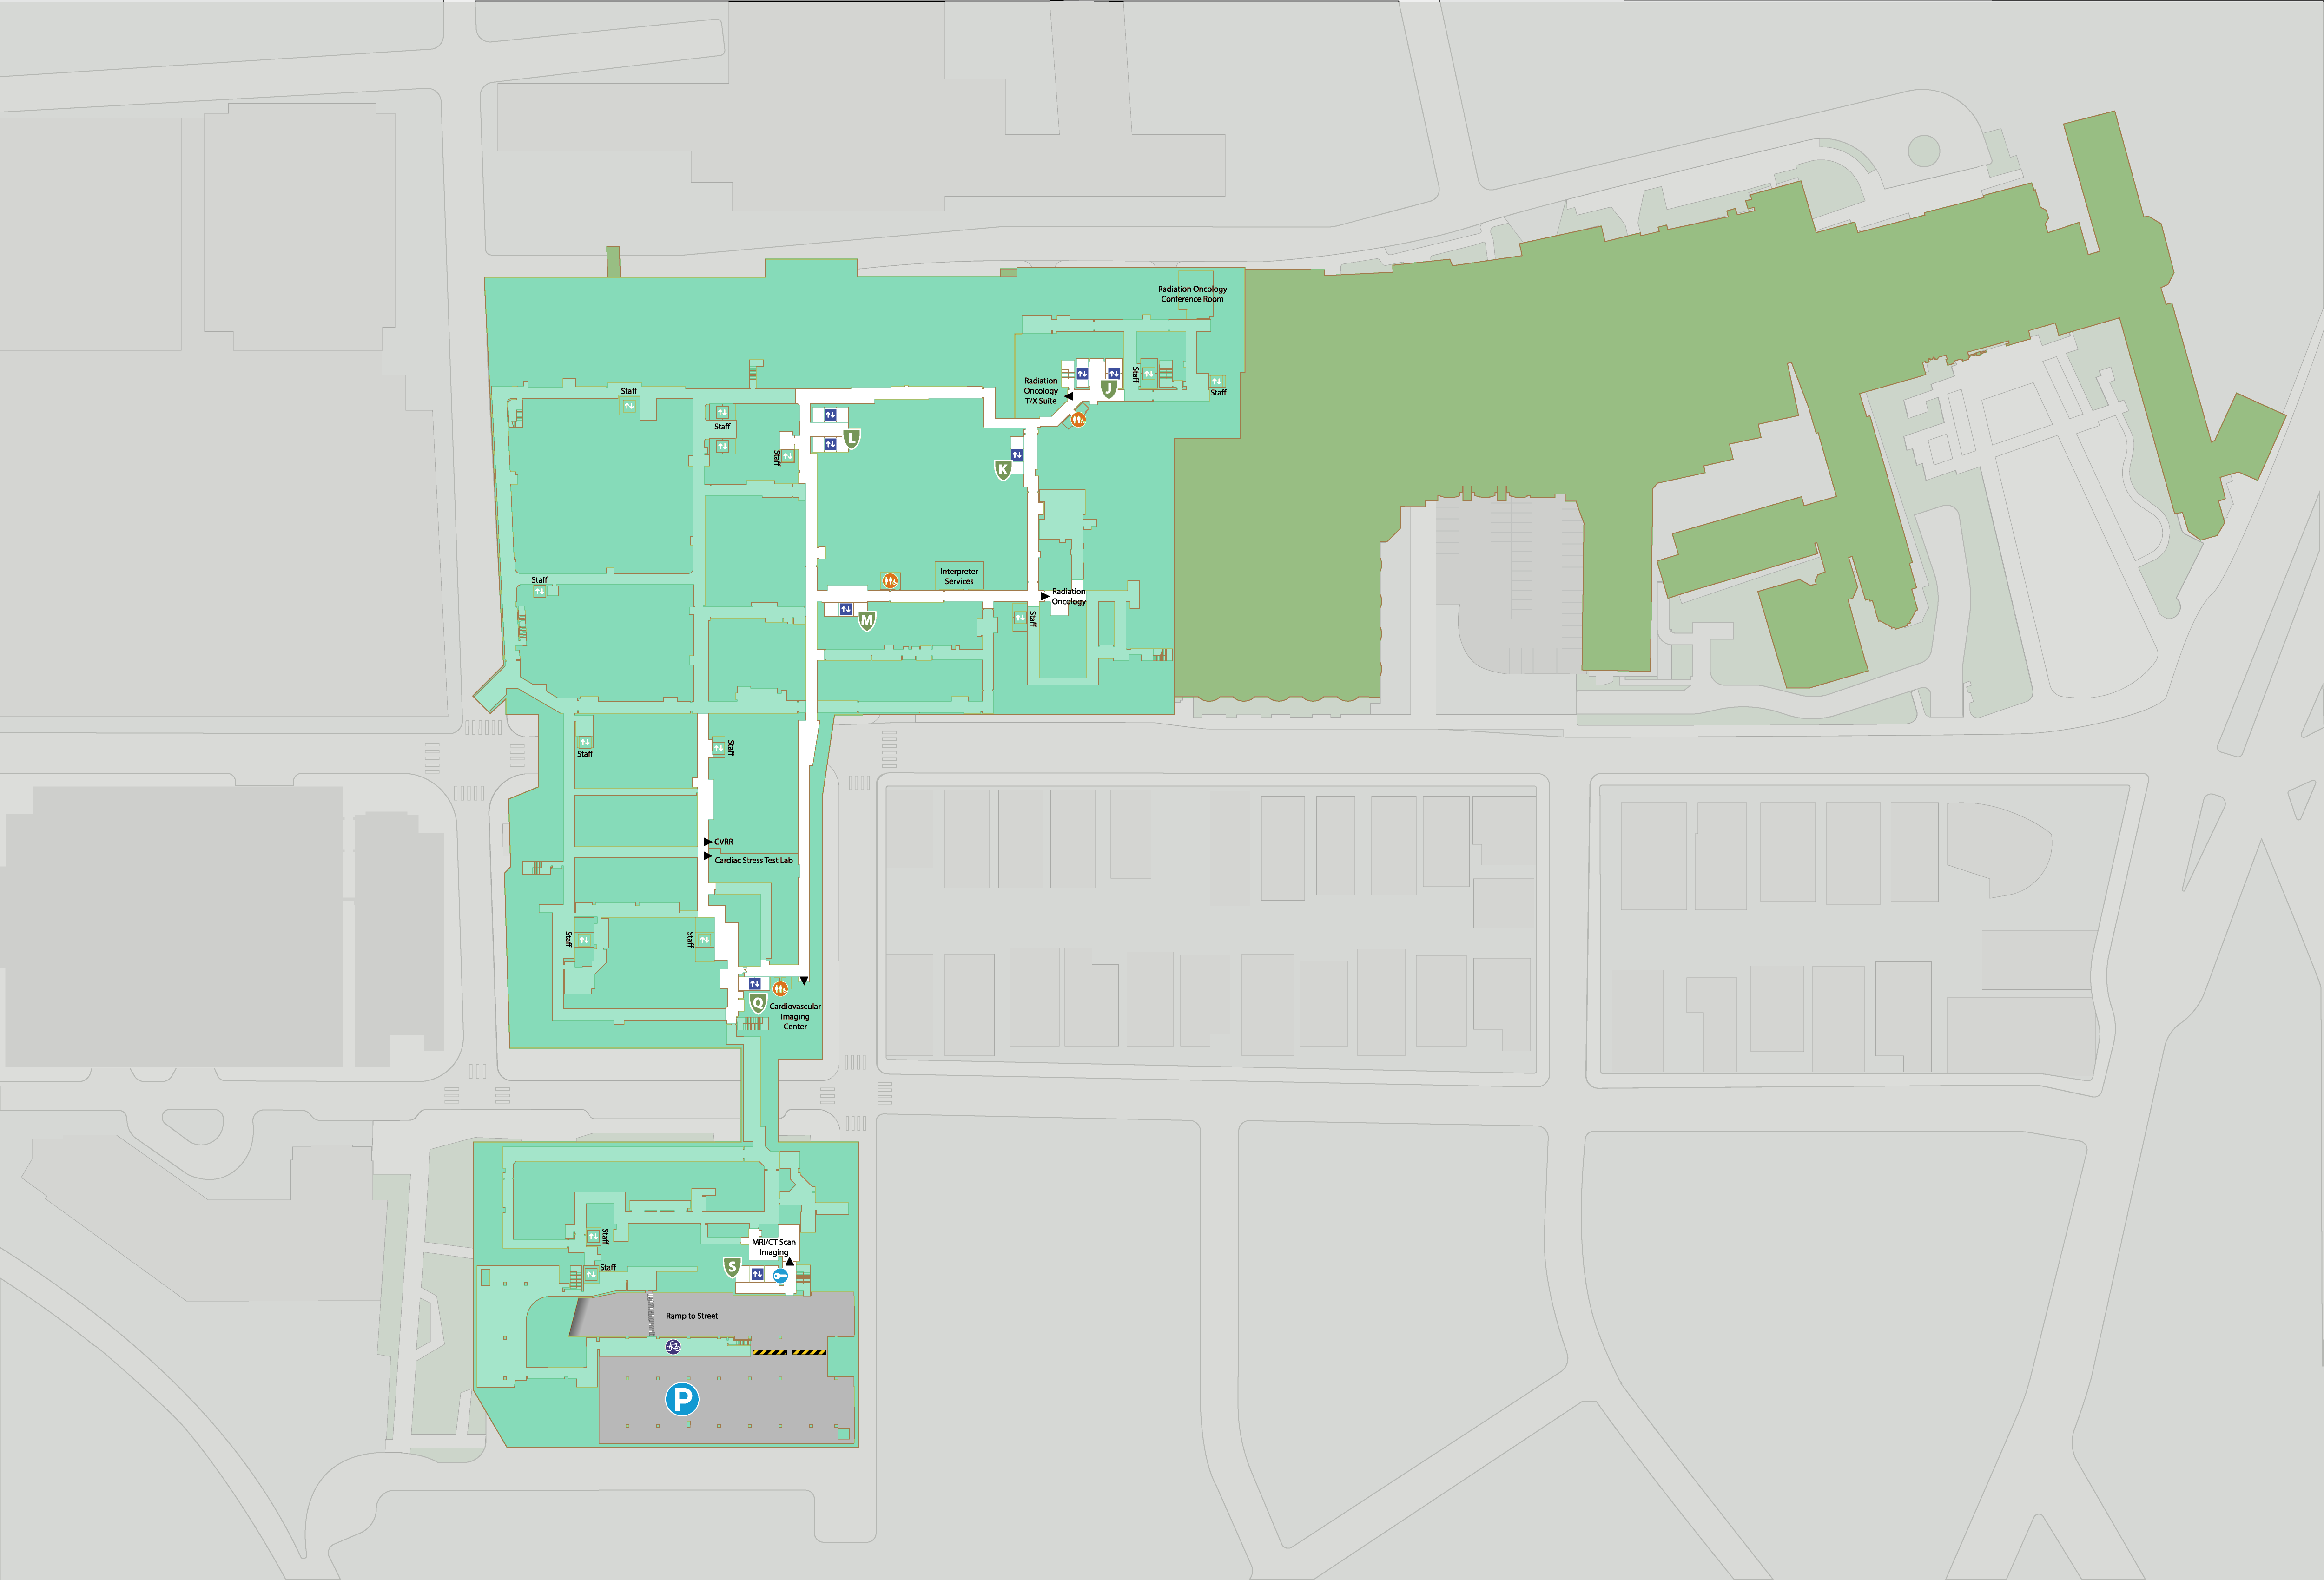 Radiation Oncology
Conference Room
Staff
Radiation
Oncology
T/X Suite
J
Staff
Staff
Staff
Staff
L
K
Interpreter
Services
Staff
Radiation
Oncology
M
Staff
Staff
Staff
CVRR
Cardiac Stress Test Lab
Staff
Staff
Q
Cardiovascular
Imaging
Center
Staff
MRI/CT Scan
Imaging
S
Staff
Ramp to Street
P